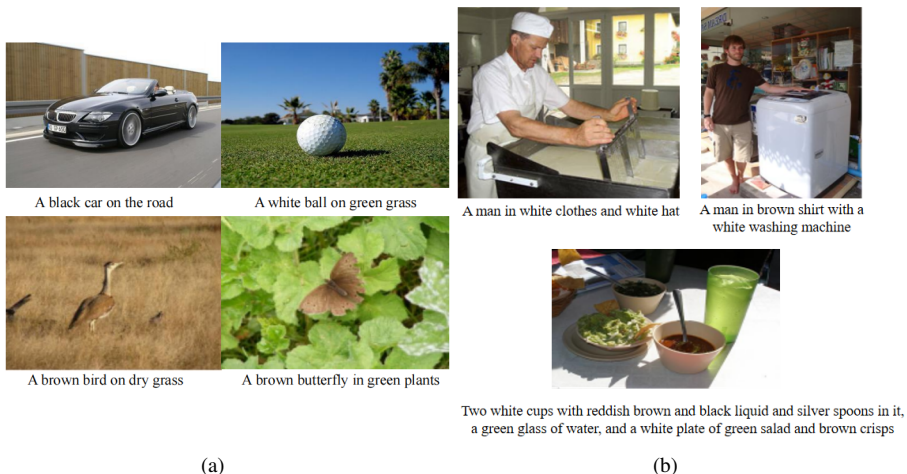 A black car on the road
A white ball on green grass
A brown bird on dry grass
A brown butterfly in green plants
(a)
A man in white clothes and white hat
A man in brown shirt with a
white washing machine
Two white cups with reddish brown and black liquid and silver spoons in it,
a green glass of water, and a white plate of green salad and brown crisps
(b)